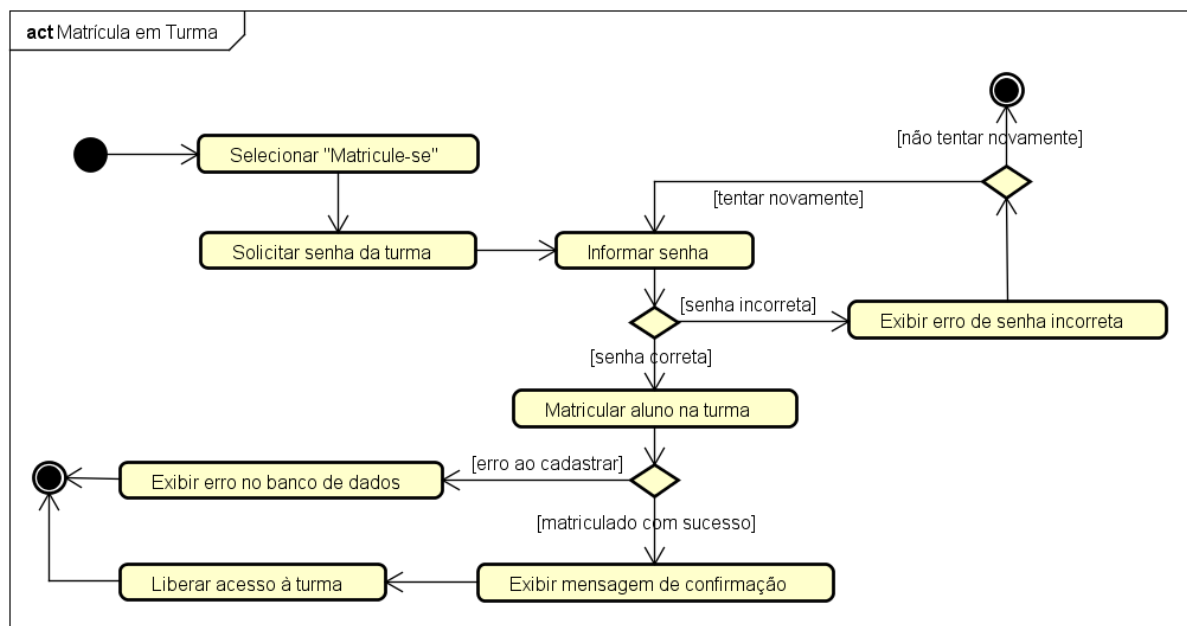 act Matrícula em Turma
[não tentar novamente]
Selecionar "Matricule-se"
[tentar novamente]
Solicitar senha da turma
Informar senha
[senha incorreta]
Exibir erro de senha incorreta
[senha correta]
Matricular aluno na turma
[erro ao cadastrar]
Exibir erro no banco de dados
[matriculado com sucesso]
Liberar acesso à turma
Exibir mensagem de confirmação